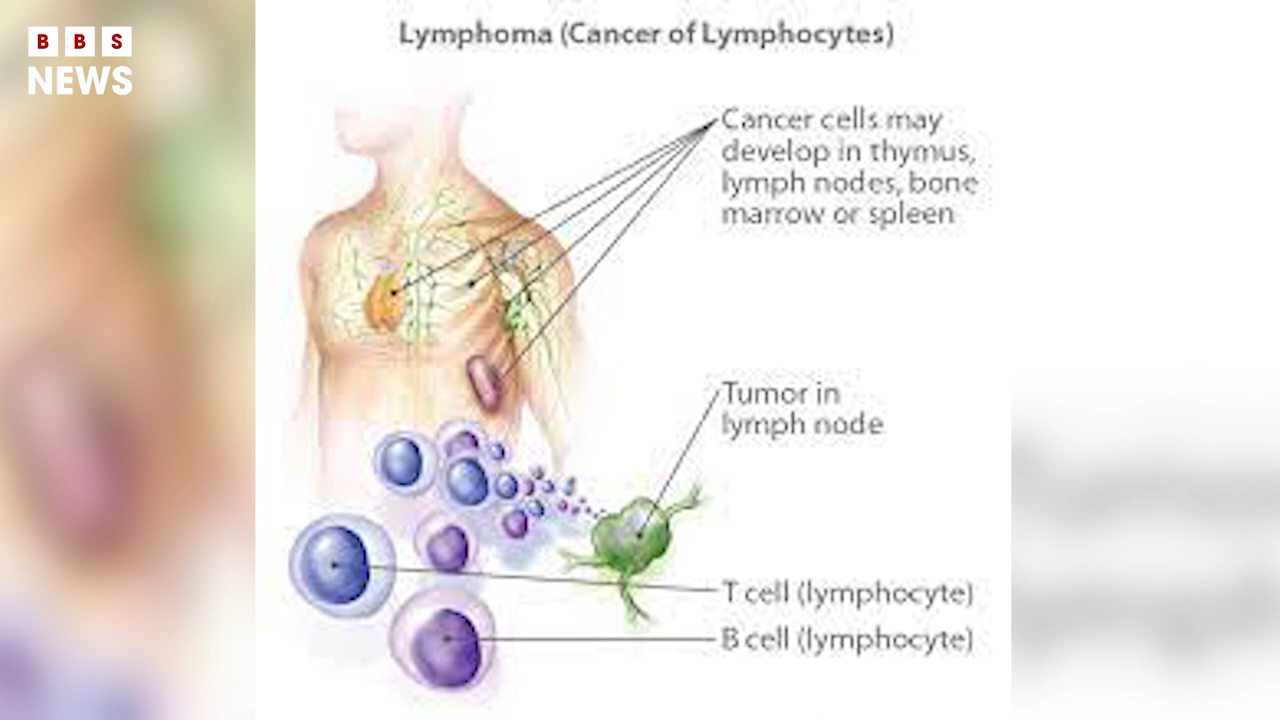 BBS
NEWS
Lymphoma (Cancer of Lymphocytes)
Cancer cells may
develop in thymus,
lymph nodes, bone
marrow or spleen
Tumor in
lymph node
T cell (lymphocyte)
B cell (lymphocyte)